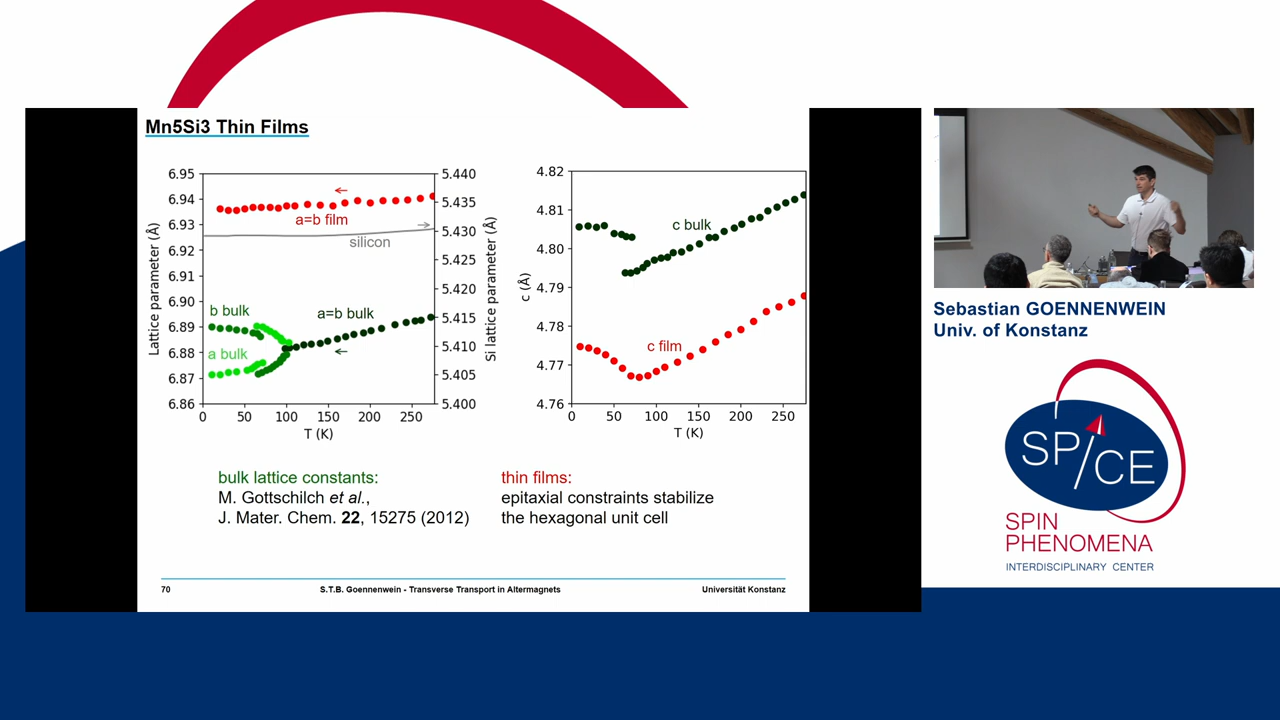 Mn5Si3 Thin Films
6.95
6.94
6.93
6.92
6.91
6.90
6.89
6.88
6.87
6.86
Lattice parameter (Å)
a=b film
silicon
b bulk
a bulk
a=b bulk
0 50 100 150 200 250
T (K)
5.440
5.435
5.430
5.425
5.420
5.415
5.410
5.405
5.400
Si lattice parameter (Å)
4.82
4.81
4.80
4.79
4.78
4.77
4.76
c (Å)
c bulk
c film
0 50 100 150 200 250
T (K)
bulk lattice constants:
M. Gottschilch et al.,
J. Mater. Chem. 22, 15275 (2012)
thin films:
epitaxial constraints stabilize
the hexagonal unit cell
70 S.T.B. Goennenwein - Transverse Transport in Altermagnets Universität Konstanz
Sebastian GOENNENWEIN
Univ. of Konstanz
SP/CE
SPIN
PHENOMENA
INTERDISCIPLINARY CENTER